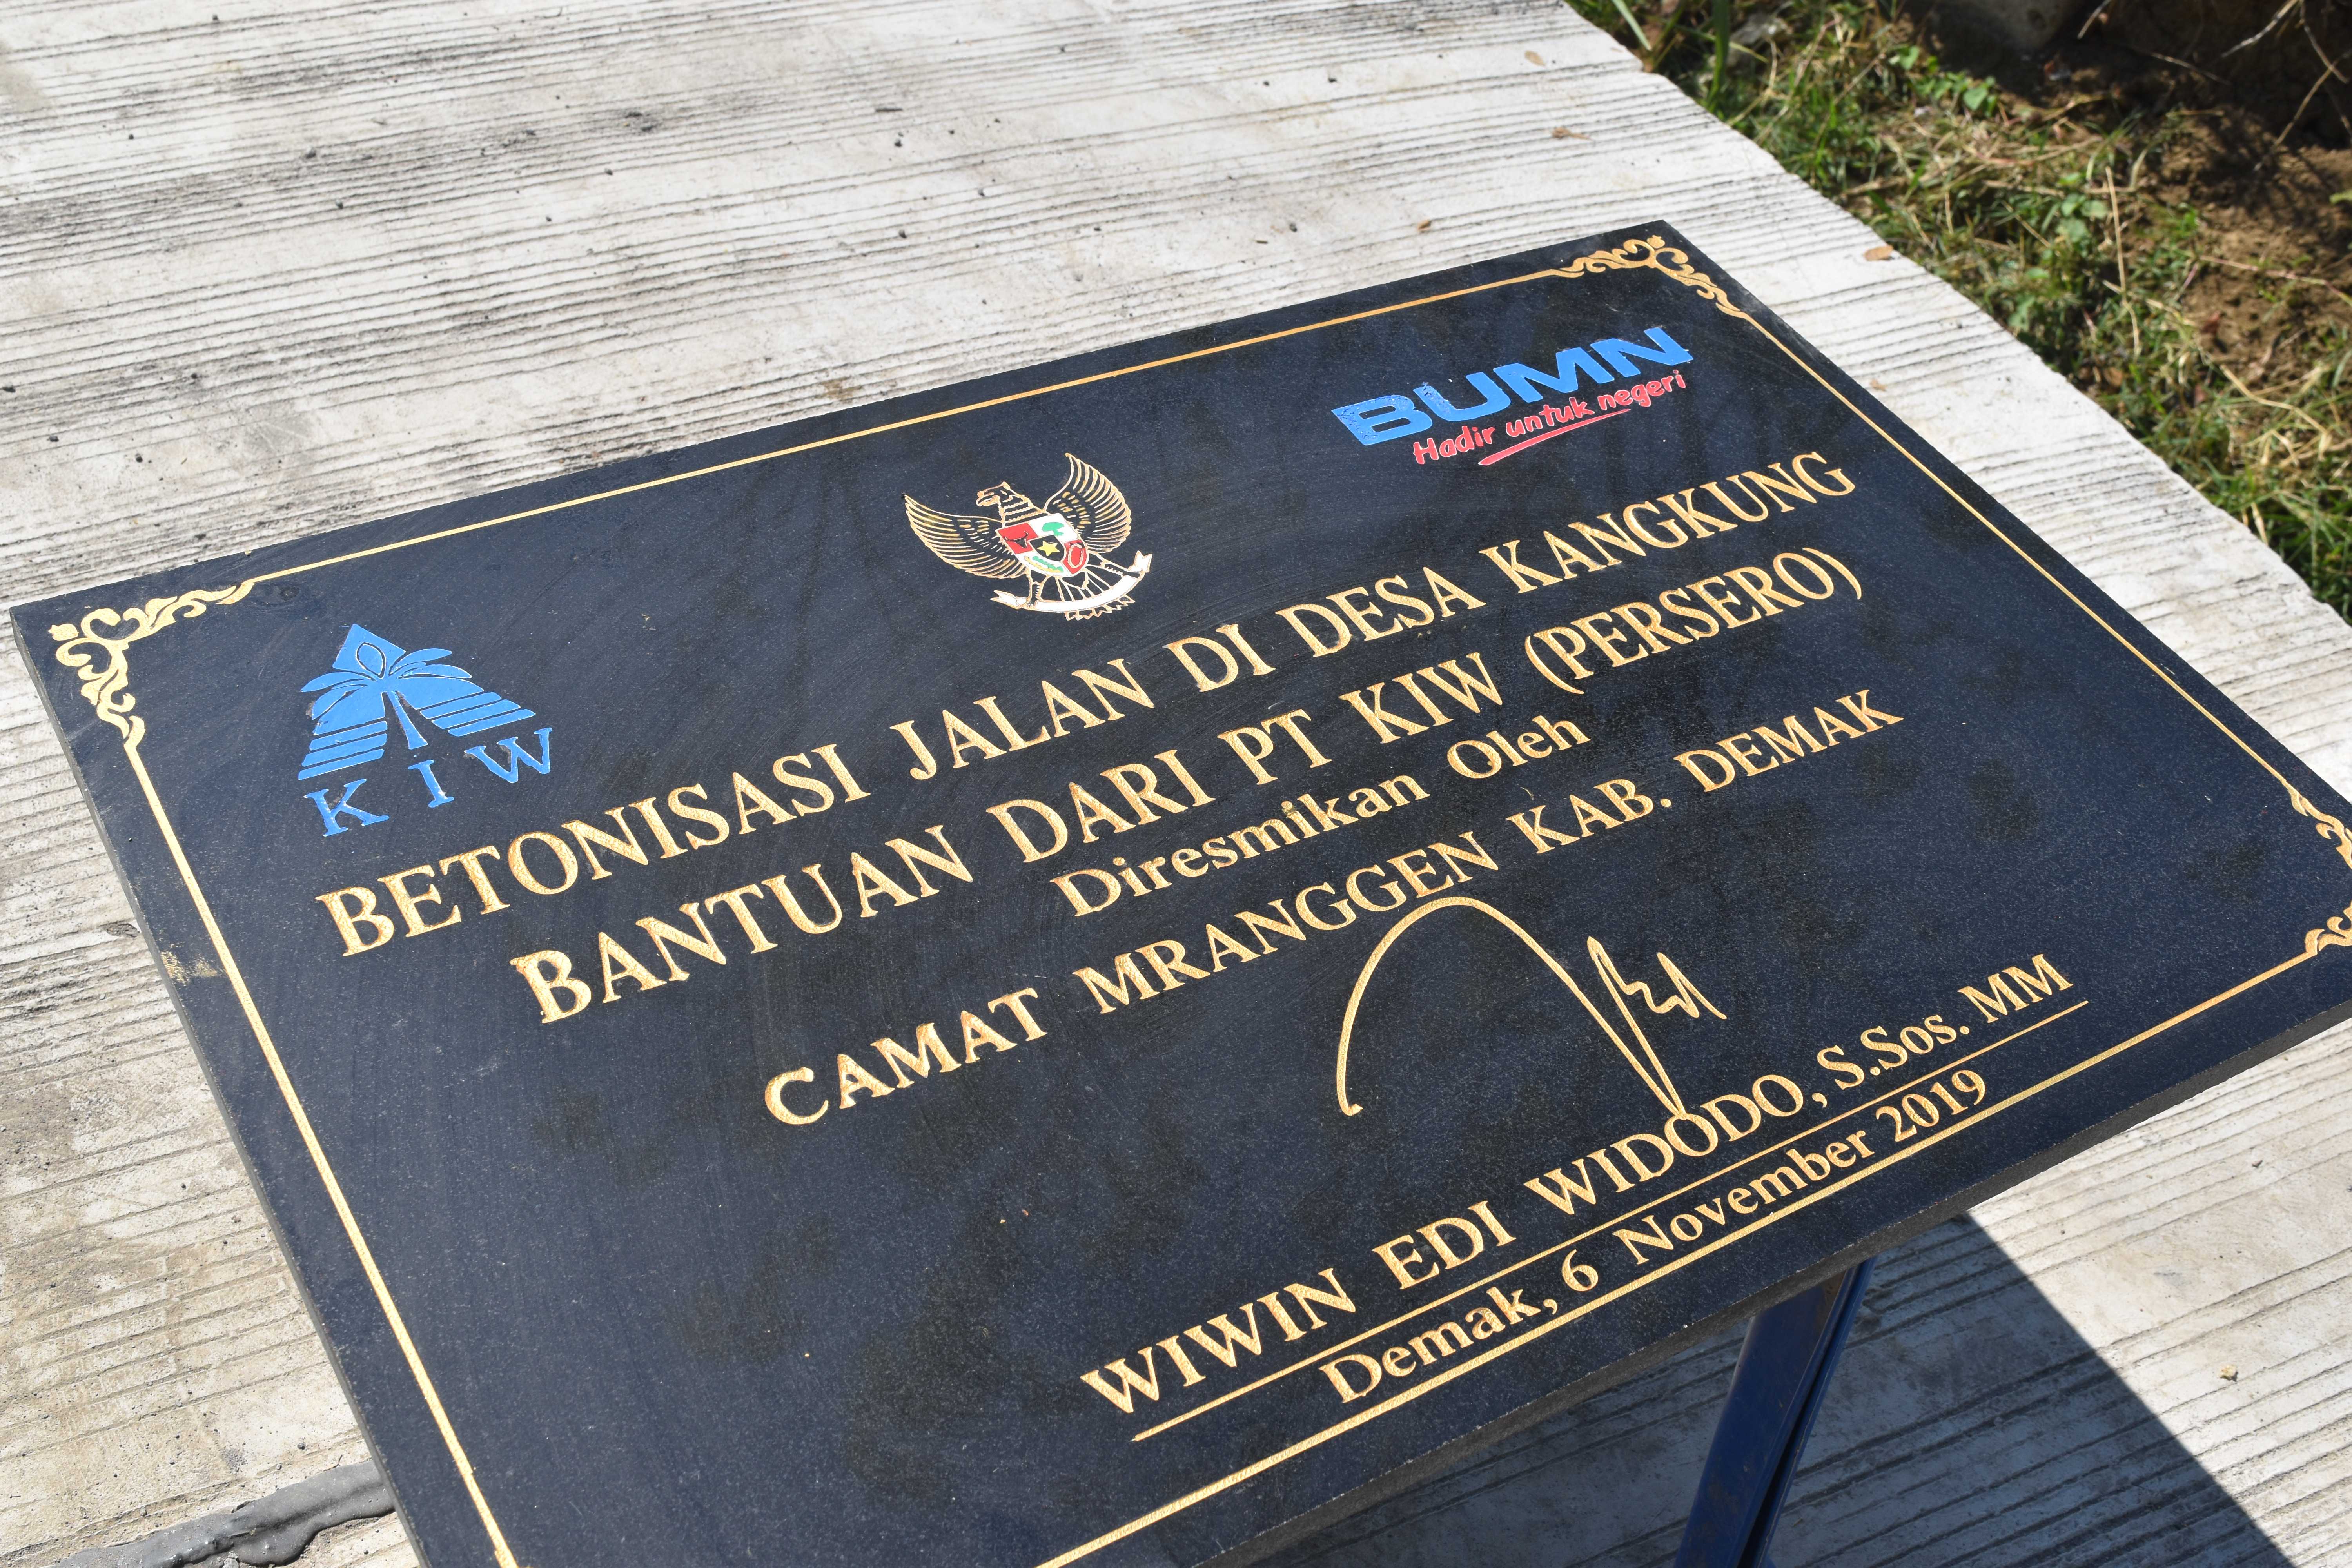 BUMN
Hadir untuk negeri
KIW
BETONISASI JALAN DI DESA KANGKUNG
BANTUAN DARI PT KIW (PERSERO)
Diresmikan Oleh
CAMAT MRANGGEN KAB. DEMAK
WIWIN EDI WIDODO, S.Sos. MM
Demak, 6 November 2019